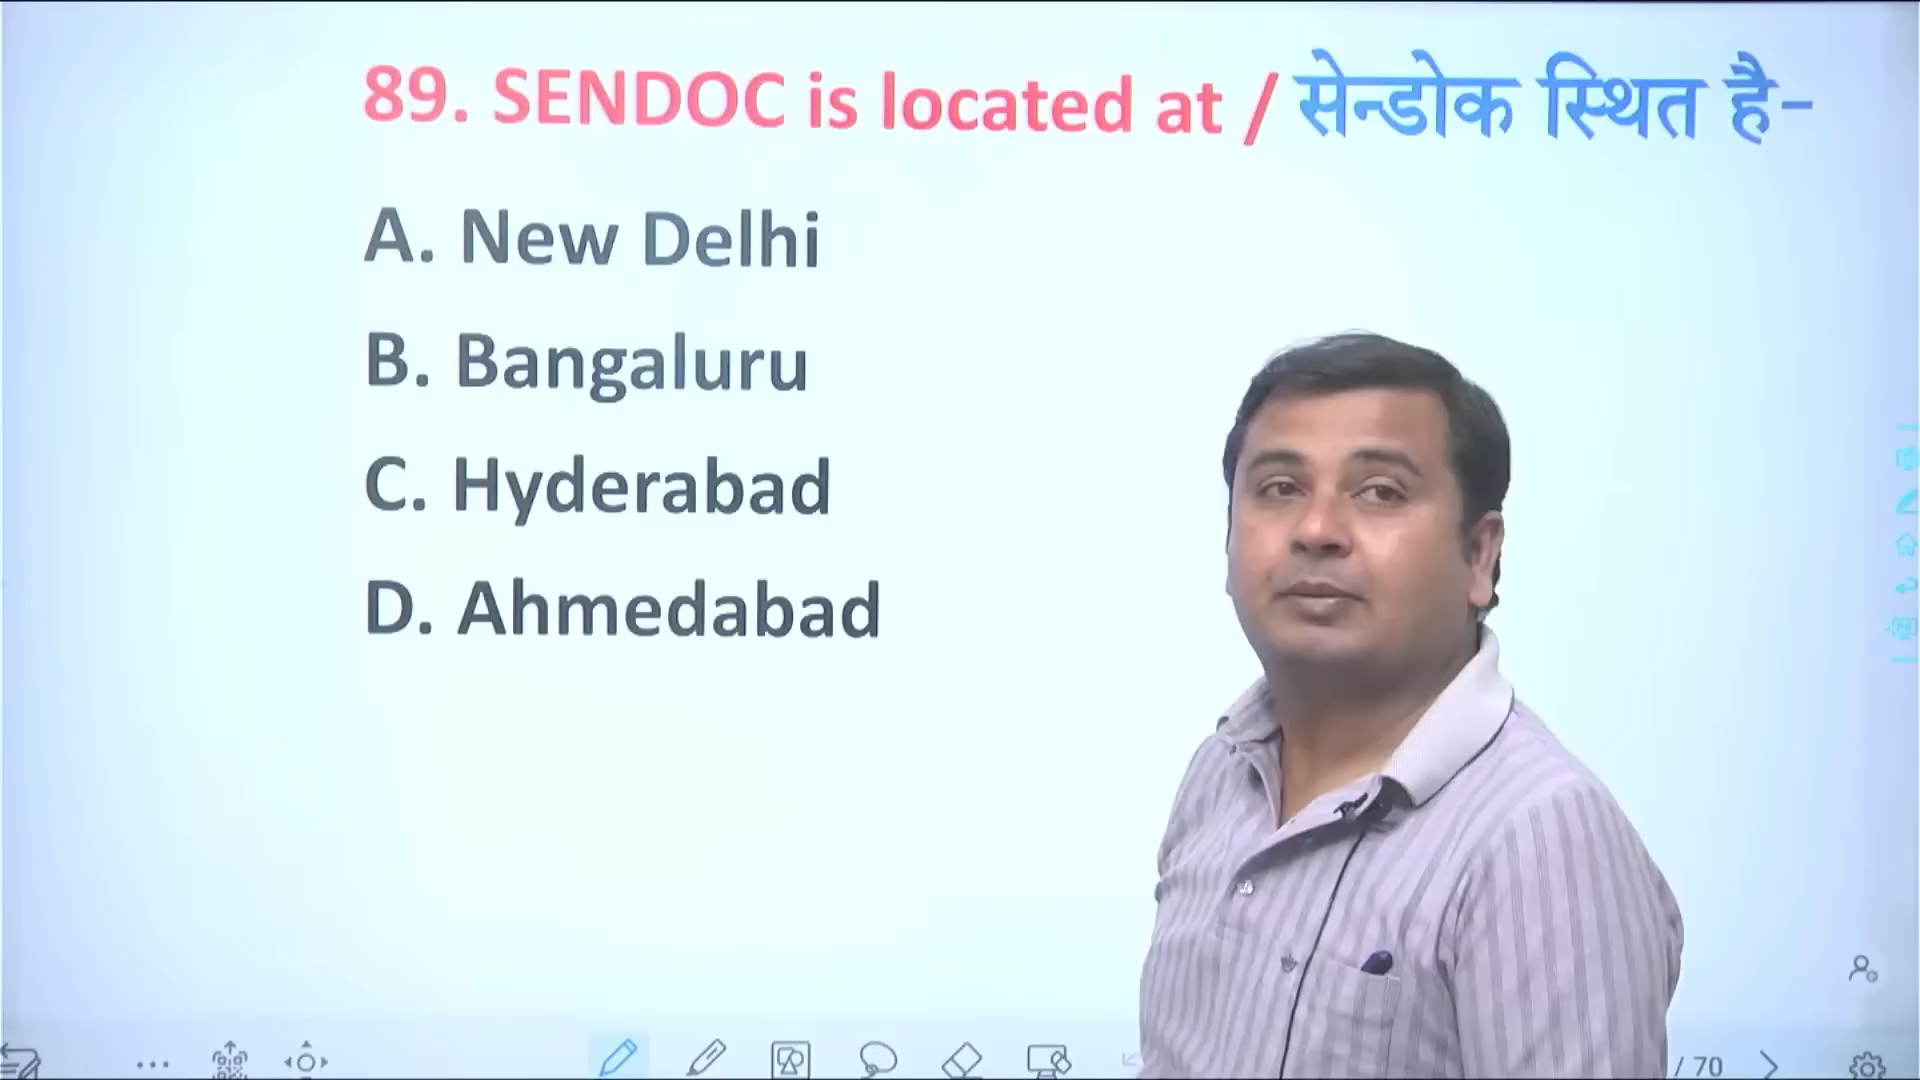 89. SENDOC is located at / सेन्डोक स्थित है-
A. New Delhi
B. Bangaluru
C. Hyderabad
D. Ahmedabad
/ 70